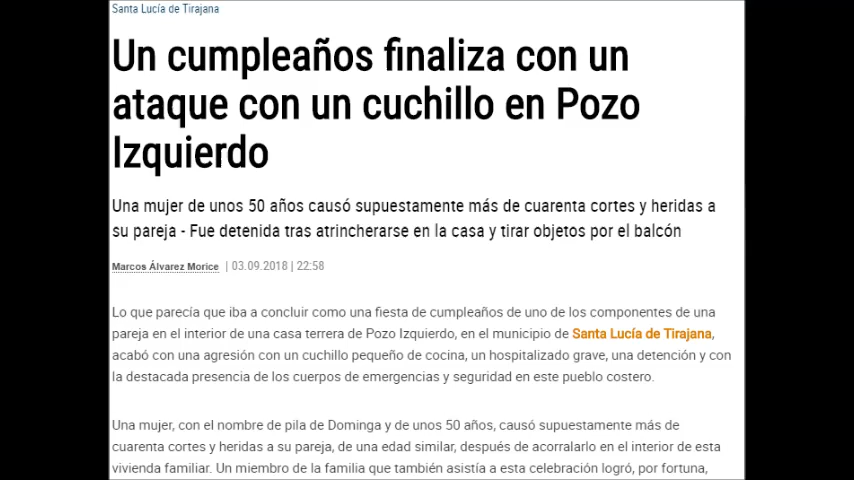 Santa Lucía de Tirajana
Un cumpleaños finaliza con un
ataque con un cuchillo en Pozo
Izquierdo
Una mujer de unos 50 años causó supuestamente más de cuarenta cortes y heridas a
su pareja - Fue detenida tras atrincherarse en la casa y tirar objetos por el balcón
Marcos Álvarez Morice | 03.09.2018 | 22:58
Lo que parecía que iba a concluir como una fiesta de cumpleaños de uno de los componentes de una
pareja en el interior de una casa terrera de Pozo Izquierdo, en el municipio de Santa Lucía de Tirajana,
acabó con una agresión con un cuchillo pequeño de cocina, un hospitalizado grave, una detención y con
la destacada presencia de los cuerpos de emergencias y seguridad en este pueblo costero.
Una mujer, con el nombre de pila de Dominga y de unos 50 años, causó supuestamente más de
cuarenta cortes y heridas a su pareja, de una edad similar, después de acorralarlo en el interior de esta
vivienda familiar. Un miembro de la familia que también asistía a esta celebración logró, por fortuna,